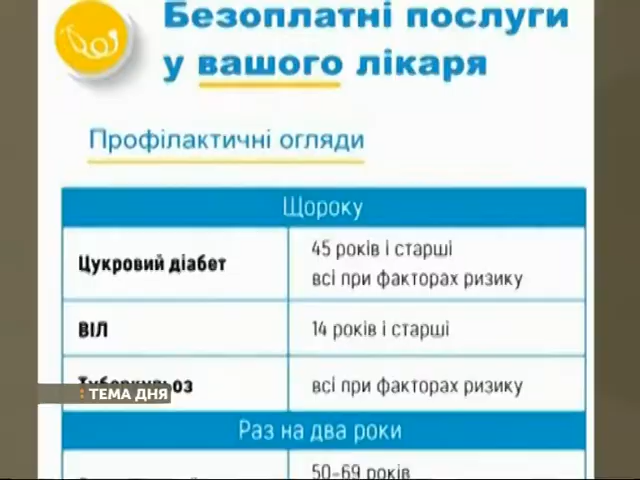 Безоплатні послуги
у вашого лікаря
Профілактичні огляди
Щороку
Цукровий діабет
45 років і старші
всі при факторах ризику
ВІЛ
14 років і старші
всі при факторах ризику
ТЕМА ДНЯ
Раз на два роки
50–69 років